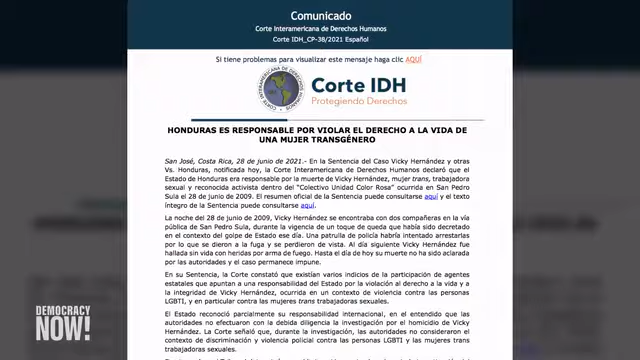 Comunicado
Corte Interamericana de Derechos Humanos
Corte IDH_CP-38/2021 Español
Si tiene problemas para visualizar este mensaje haga clic AQUÍ
CORTE INTERAMERICANA DE DERECHOS HUMANOS
Corte IDH
Protegiendo Derechos
HONDURAS ES RESPONSABLE POR VIOLAR EL DERECHO A LA VIDA DE
UNA MUJER TRANSGÉNERO
San José, Costa Rica, 28 de junio de 2021.- En la Sentencia del Caso Vicky Hernández y otras
Vs. Honduras, notificada hoy, la Corte Interamericana de Derechos Humanos declaró que el
Estado de Honduras era responsable por la muerte de Vicky Hernández, mujer trans, trabajadora
sexual y reconocida activista dentro del "Colectivo Unidad Color Rosa" ocurrida en San Pedro
Sula el 28 de junio de 2009. El resumen oficial de la Sentencia puede consultarse aquí y el texto
íntegro de la Sentencia puede consultarse aquí.
La noche del 28 de junio de 2009, Vicky Hernández se encontraba con dos compañeras en la vía
pública de San Pedro Sula, durante la vigencia de un toque de queda que había sido decretado
en el contexto del golpe de Estado ese día. Una patrulla de policía habría intentado arrestarlas
por lo que se dieron a la fuga y se perdieron de vista. Al día siguiente Vicky Hernández fue
hallada sin vida con heridas por arma de fuego. Hasta el día de hoy su muerte no ha sido aclarada
por las autoridades y el caso permanece impune.
En su Sentencia, la Corte constató que existían varios indicios de la participación de agentes
estatales que apuntan a una responsabilidad del Estado por la violación al derecho a la vida y a
la integridad de Vicky Hernández, ocurrida en un contexto de violencia contra las personas
LGBTI, y en particular contra las mujeres trans trabajadoras sexuales.
El Estado reconoció parcialmente su responsabilidad internacional, en el entendido que las
autoridades no efectuaron con la debida diligencia la investigación por el homicidio de Vicky
Hernández. La Corte señaló que, durante la investigación, las autoridades no consideraron el
contexto de discriminación y violencia policial contra las personas LGBTI y las mujeres trans
trabajadoras sexuales.
DEMOCRACY
NOW!